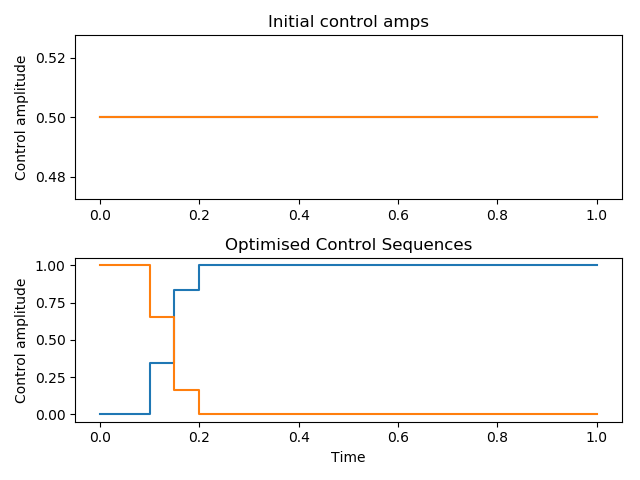 Initial control amps
Control amplitude
0.52
0.50
0.48
0.0 0.2 0.4 0.6 0.8 1.0
Optimised Control Sequences
Control amplitude
1.00
0.75
0.50
0.25
0.00
0.0 0.2 0.4 0.6 0.8 1.0
Time